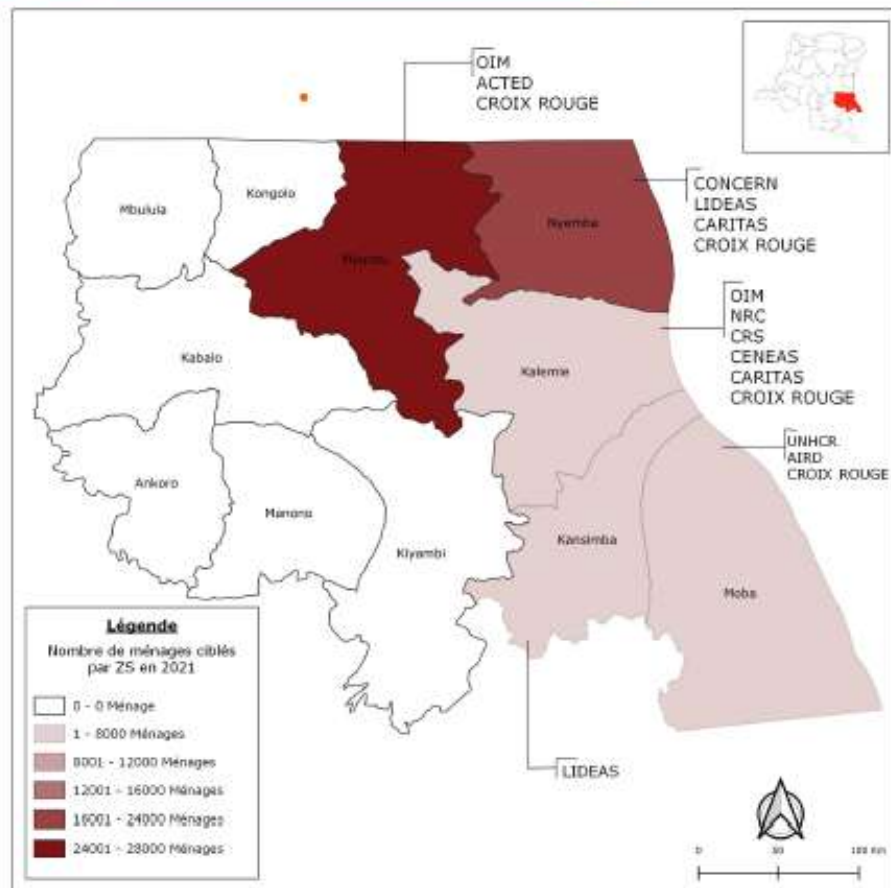 OIM
ACTED
CROIX ROUGE
CONCERN
LIDEAS
CARITAS
CROIX ROUGE
Kongolo
Mbulula
Nyemba
OIM
NRC
CRS
CENEAS
CARITAS
CROIX ROUGE
Kabalo
Kalemie
UNHCR
AIRD
CROIX ROUGE
Ankoro
Manono
Kansimba
Kiyambi
Moba
Légende
Nombre de ménages ciblés
par ZS en 2021
0 - 0 Ménage
1 - 8000 Ménages
8001 - 12000 Ménages
12001 - 16000 Ménages
16001 - 24000 Ménages
24001 - 28000 Ménages
LIDEAS
0 50 100 Km